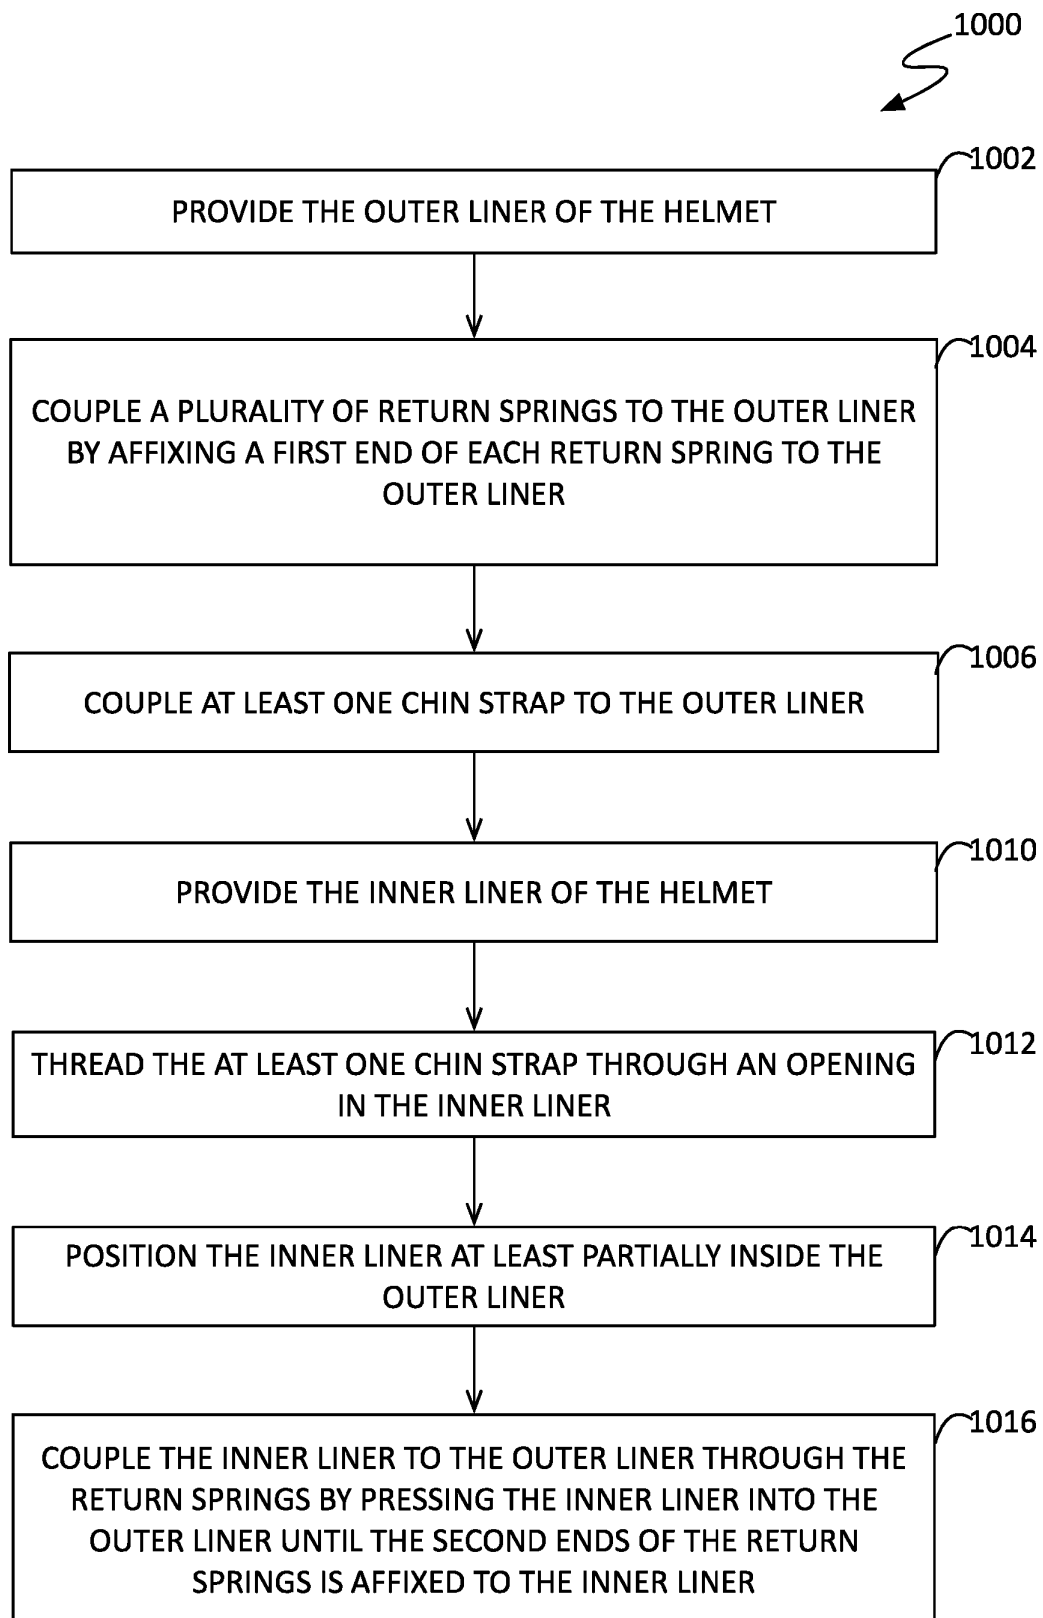 1000
1002
PROVIDE THE OUTER LINER OF THE HELMET
1004
COUPLE A PLURALITY OF RETURN SPRINGS TO THE OUTER LINER
BY AFFIXING A FIRST END OF EACH RETURN SPRING TO THE
OUTER LINER
1006
COUPLE AT LEAST ONE CHIN STRAP TO THE OUTER LINER
1010
PROVIDE THE INNER LINER OF THE HELMET
1012
THREAD THE AT LEAST ONE CHIN STRAP THROUGH AN OPENING
IN THE INNER LINER
1014
POSITION THE INNER LINER AT LEAST PARTIALLY INSIDE THE
OUTER LINER
1016
COUPLE THE INNER LINER TO THE OUTER LINER THROUGH THE
RETURN SPRINGS BY PRESSING THE INNER LINER INTO THE
OUTER LINER UNTIL THE SECOND ENDS OF THE RETURN
SPRINGS IS AFFIXED TO THE INNER LINER